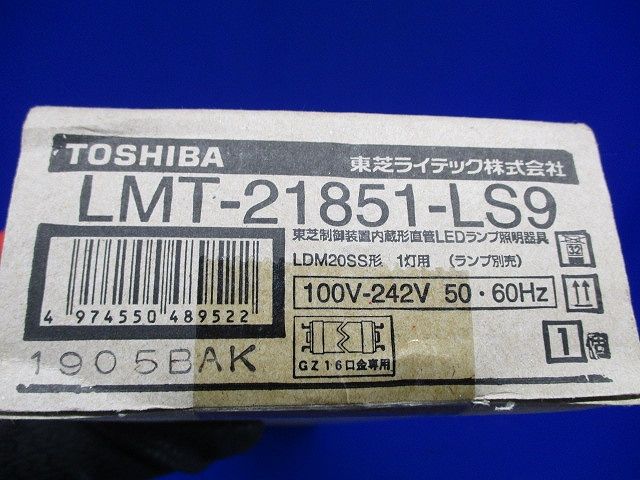 TOSHIBA 東芝ライテック株式会社
LMT-21851-LS9
東芝制御装置内蔵形直管LEDランプ照明器具
LDM20SS形 1灯用 (ランプ別売)
100V-242V 50・60Hz
4 974550 489522
1905BAK
GZ16口金専用
32
1 個